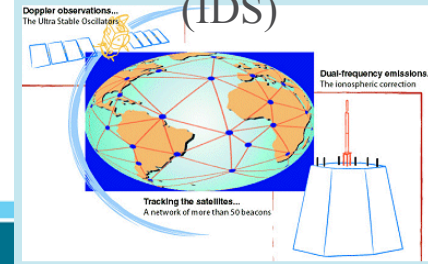 (IDS)
Doppler observations...
The Ultra Stable Oscillators
Dual-frequency emissions.
The ionospheric correction
Tracking the satellites...
A network of more than 50 beacons